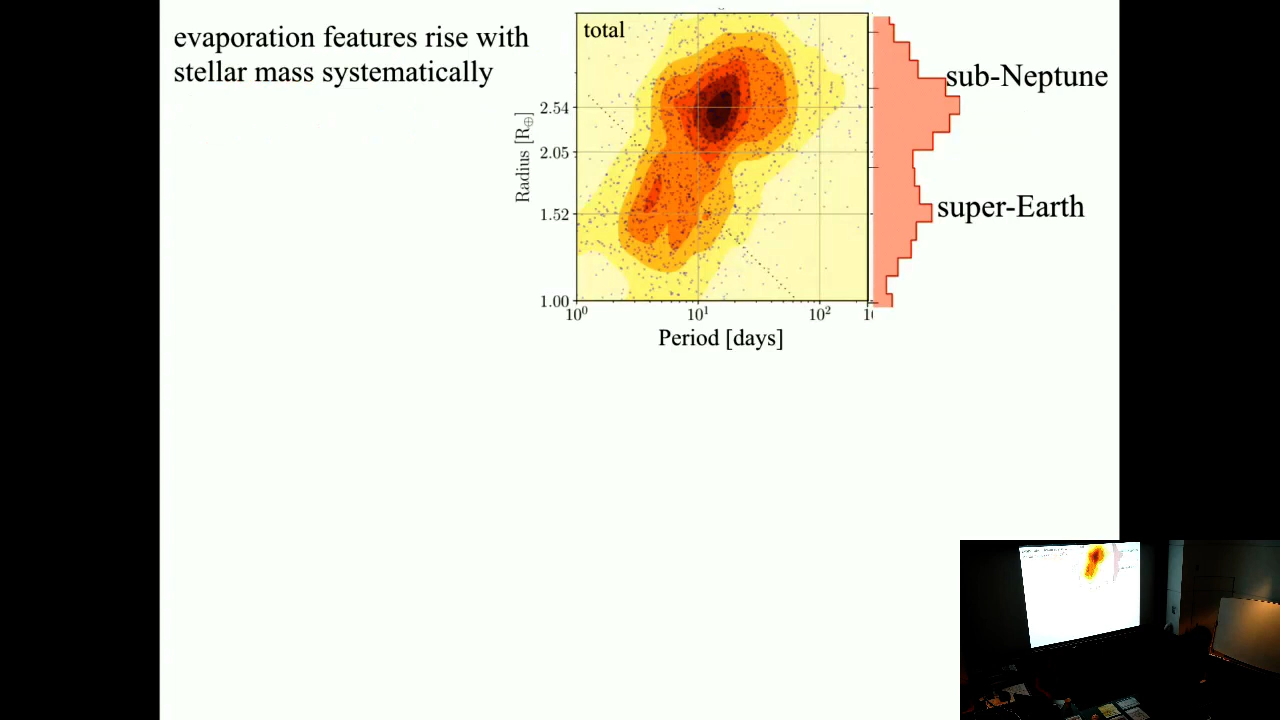 evaporation features rise with
stellar mass systematically
total
sub-Neptune
super-Earth
Radius [R⊕]
2.54
2.05
1.52
1.00
10⁰
10¹
10²
Period [days]